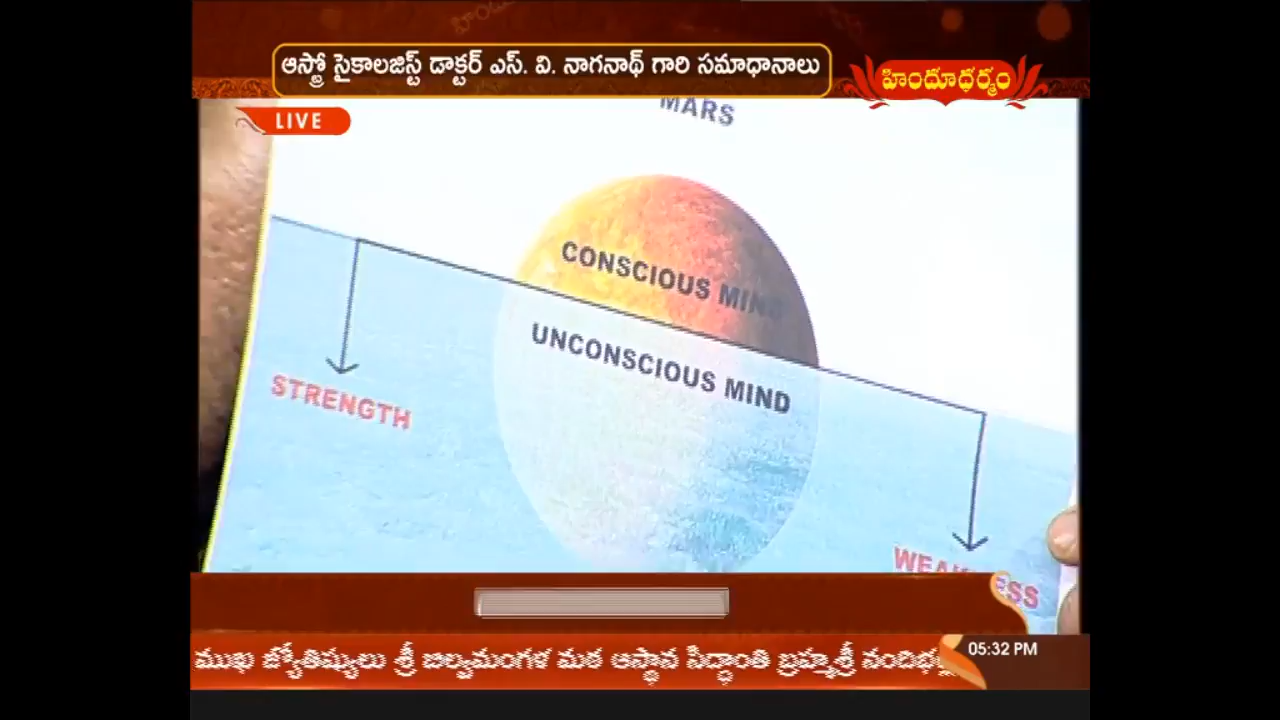 ఆస్ట్రో సైకాలజిస్ట్ డాక్టర్ ఎస్. వి. నాగనాథ్ గారి సమాధానాలు
హిందూధర్మం
LIVE
MARS
CONSCIOUS MIND
UNCONSCIOUS MIND
STRENGTH
WEAKNESS
ముఖ జ్యోతిష్యులు శ్రీ బిల్వమంగళ మఠ ఆస్థాన సిద్ధాంతి బ్రహ్మశ్రీ
05:32 PM